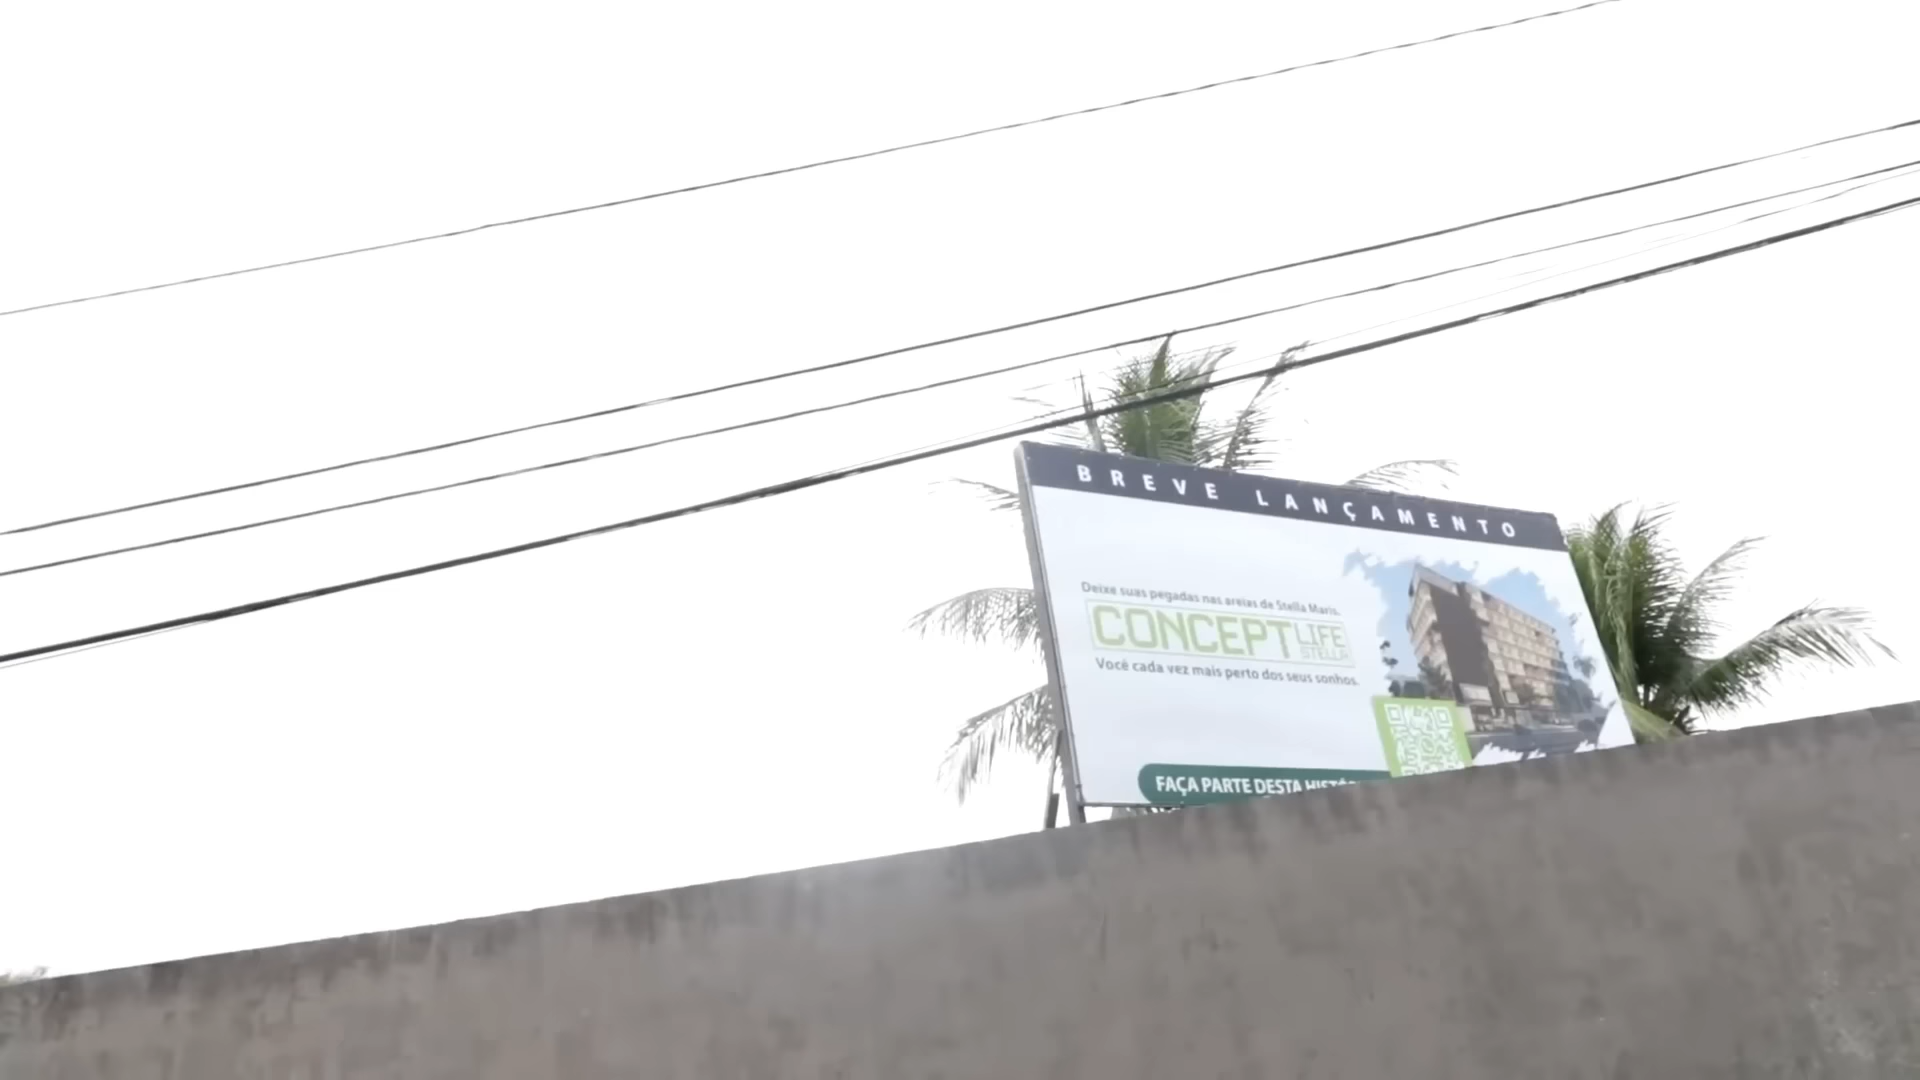 BREVE LANÇAMENTO
Deixe suas pegadas nas areias de Stella Maris.
CONCEPT LIFE
STELLA
Você cada vez mais perto dos seus sonhos.
FAÇA PARTE DESTA